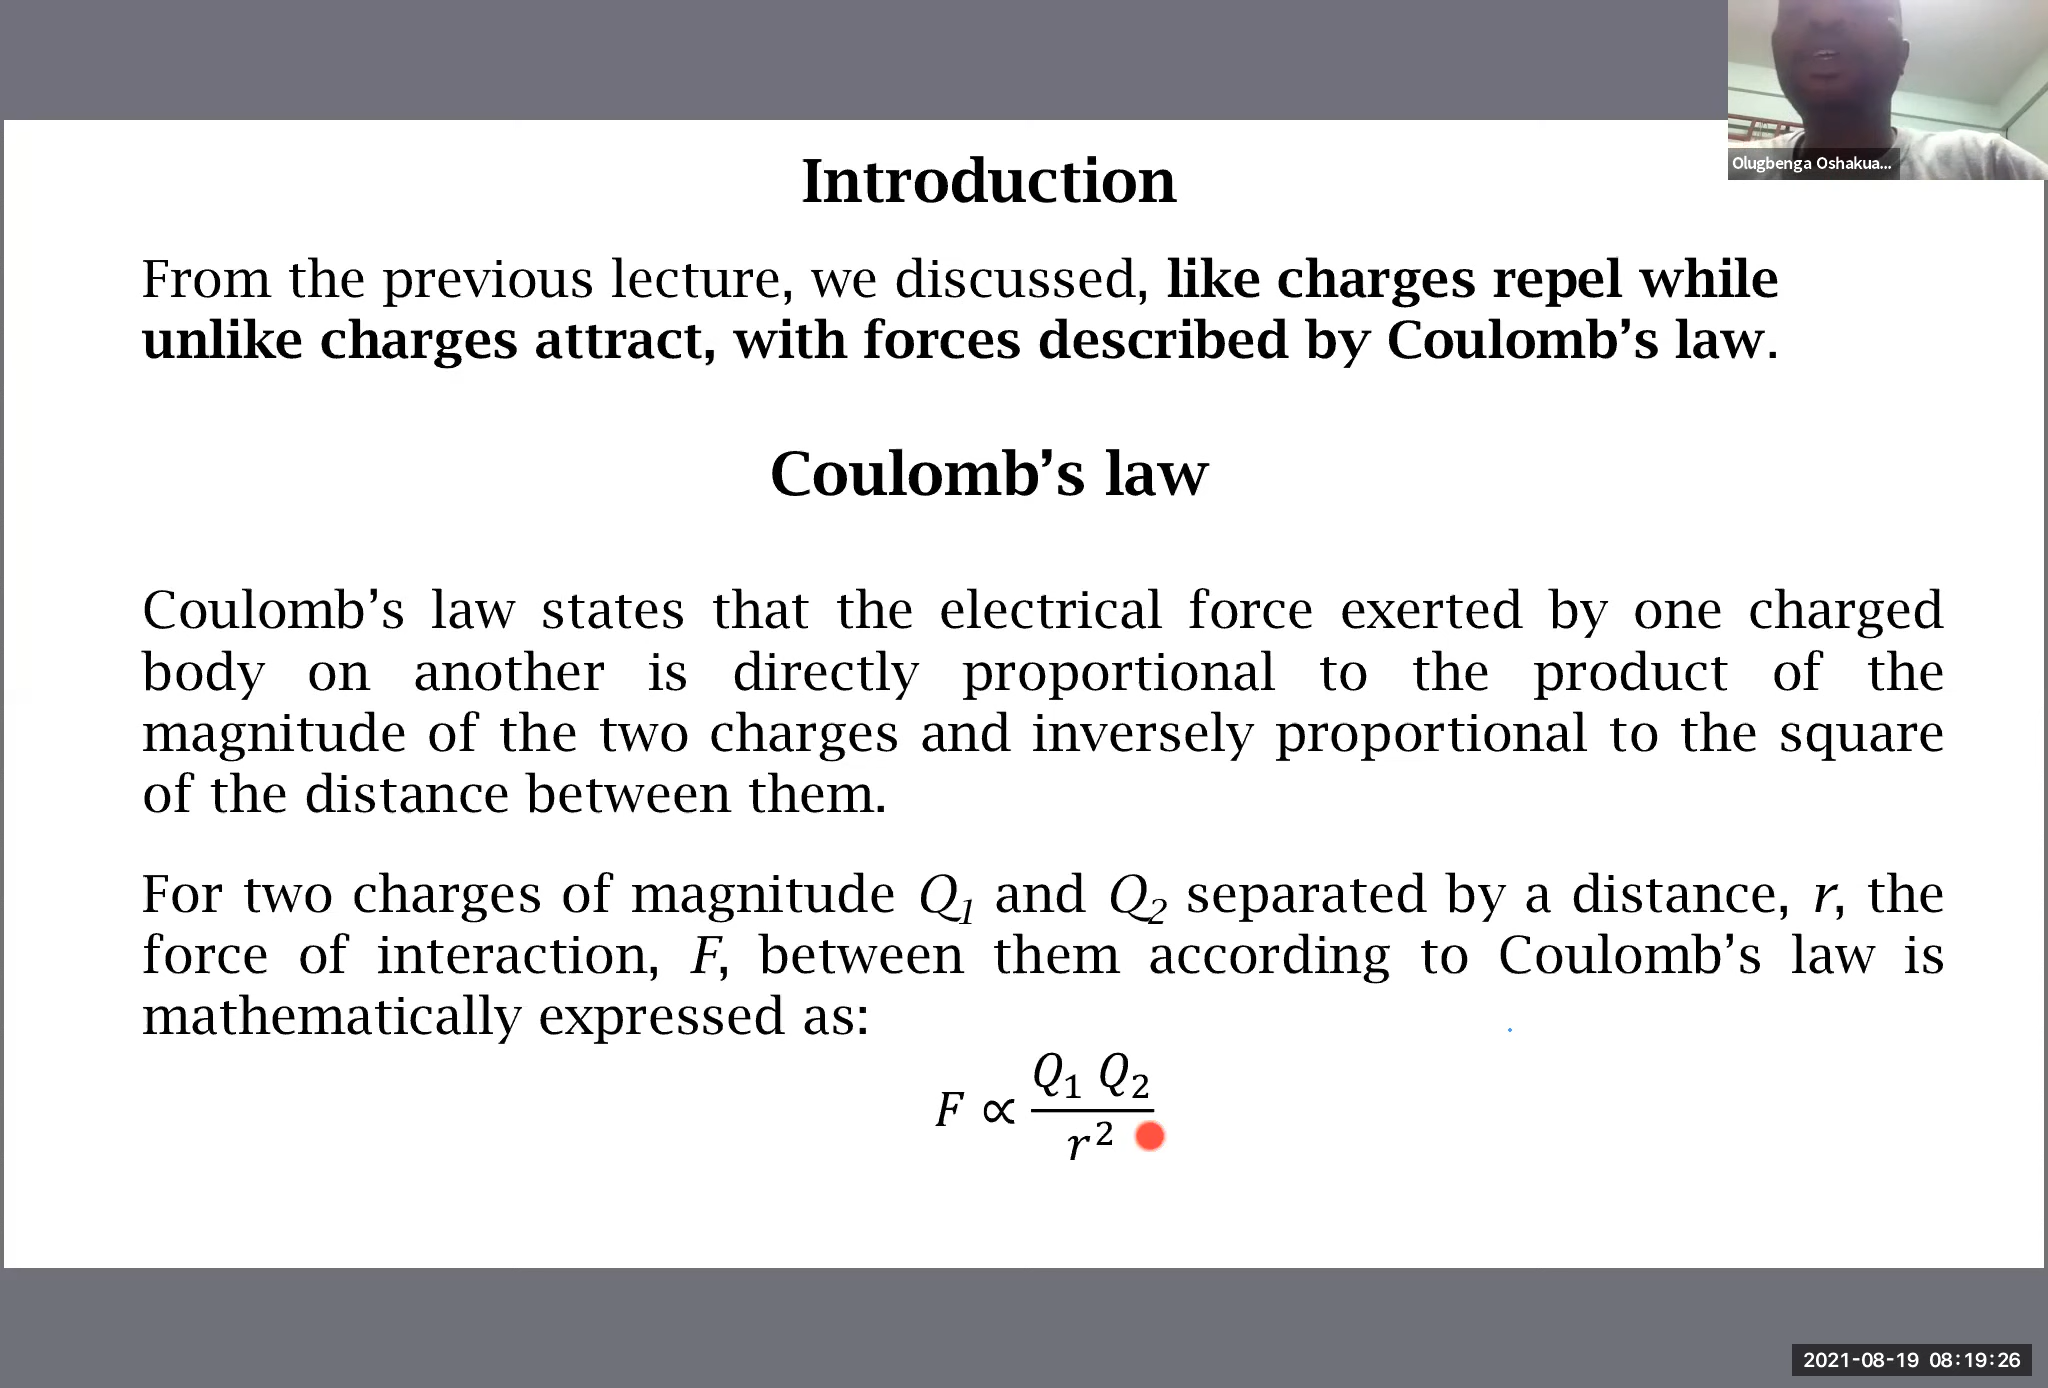 Olugbenga Oshakua...
Introduction
From the previous lecture, we discussed, like charges repel while
unlike charges attract, with forces described by Coulomb’s law.
Coulomb’s law
Coulomb’s law states that the electrical force exerted by one charged
body on another is directly proportional to the product of the
magnitude of the two charges and inversely proportional to the square
of the distance between them.
For two charges of magnitude Q₁ and Q₂ separated by a distance, r, the
force of interaction, F, between them according to Coulomb’s law is
mathematically expressed as:
F ∝ Q₁ Q₂ / r²
2021-08-19 08:19:26